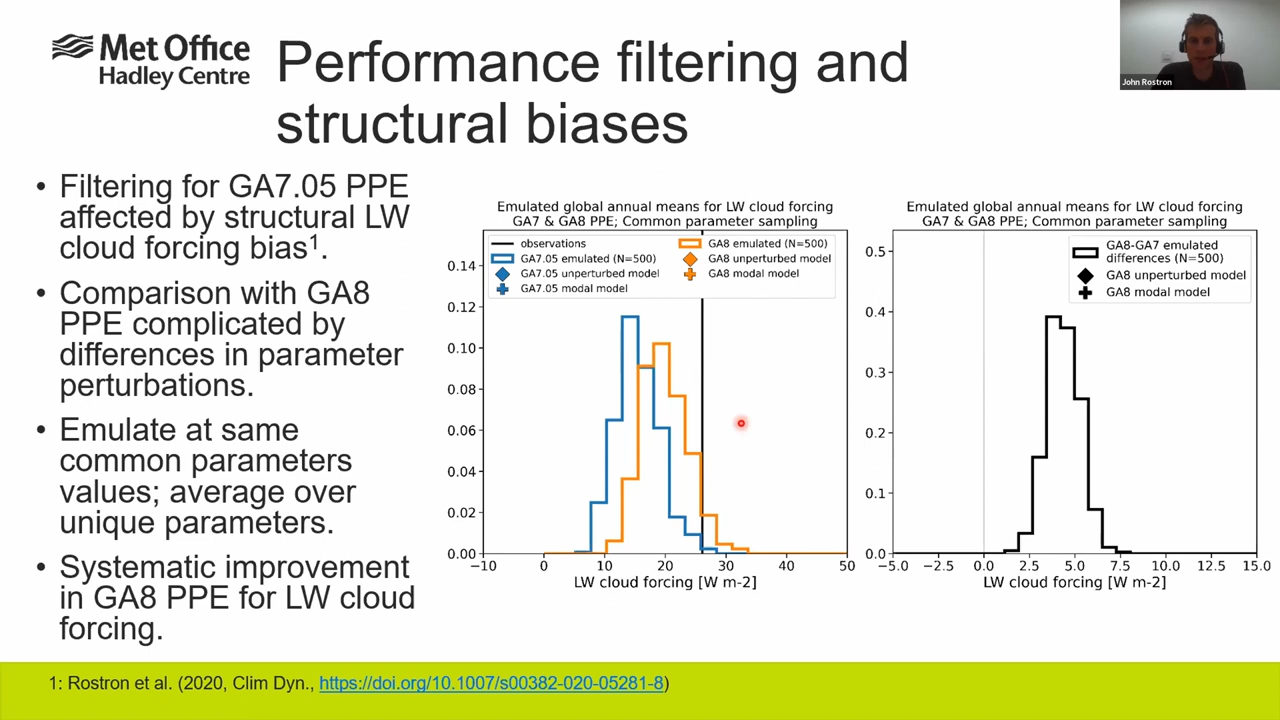 Met Office
Hadley Centre
Performance filtering and
structural biases
John Rostron
• Filtering for GA7.05 PPE
affected by structural LW
cloud forcing bias1.
• Comparison with GA8
PPE complicated by
differences in parameter
perturbations.
• Emulate at same
common parameters
values; average over
unique parameters.
• Systematic improvement
in GA8 PPE for LW cloud
forcing.
Emulated global annual means for LW cloud forcing
GA7 & GA8 PPE; Common parameter sampling
observations
GA7.05 emulated (N=500)
GA7.05 unperturbed model
GA7.05 modal model
GA8 emulated (N=500)
GA8 unperturbed model
GA8 modal model
0.14
0.12
0.10
0.08
0.06
0.04
0.02
0.00
−10 0 10 20 30 40 50
LW cloud forcing [W m-2]
Emulated global annual means for LW cloud forcing
GA7 & GA8 PPE; Common parameter sampling
GA8-GA7 emulated
differences (N=500)
GA8 unperturbed model
GA8 modal model
0.5
0.4
0.3
0.2
0.1
0.0
−5.0 −2.5 0.0 2.5 5.0 7.5 10.0 12.5 15.0
LW cloud forcing [W m-2]
1: Rostron et al. (2020, Clim Dyn., https://doi.org/10.1007/s00382-020-05281-8)